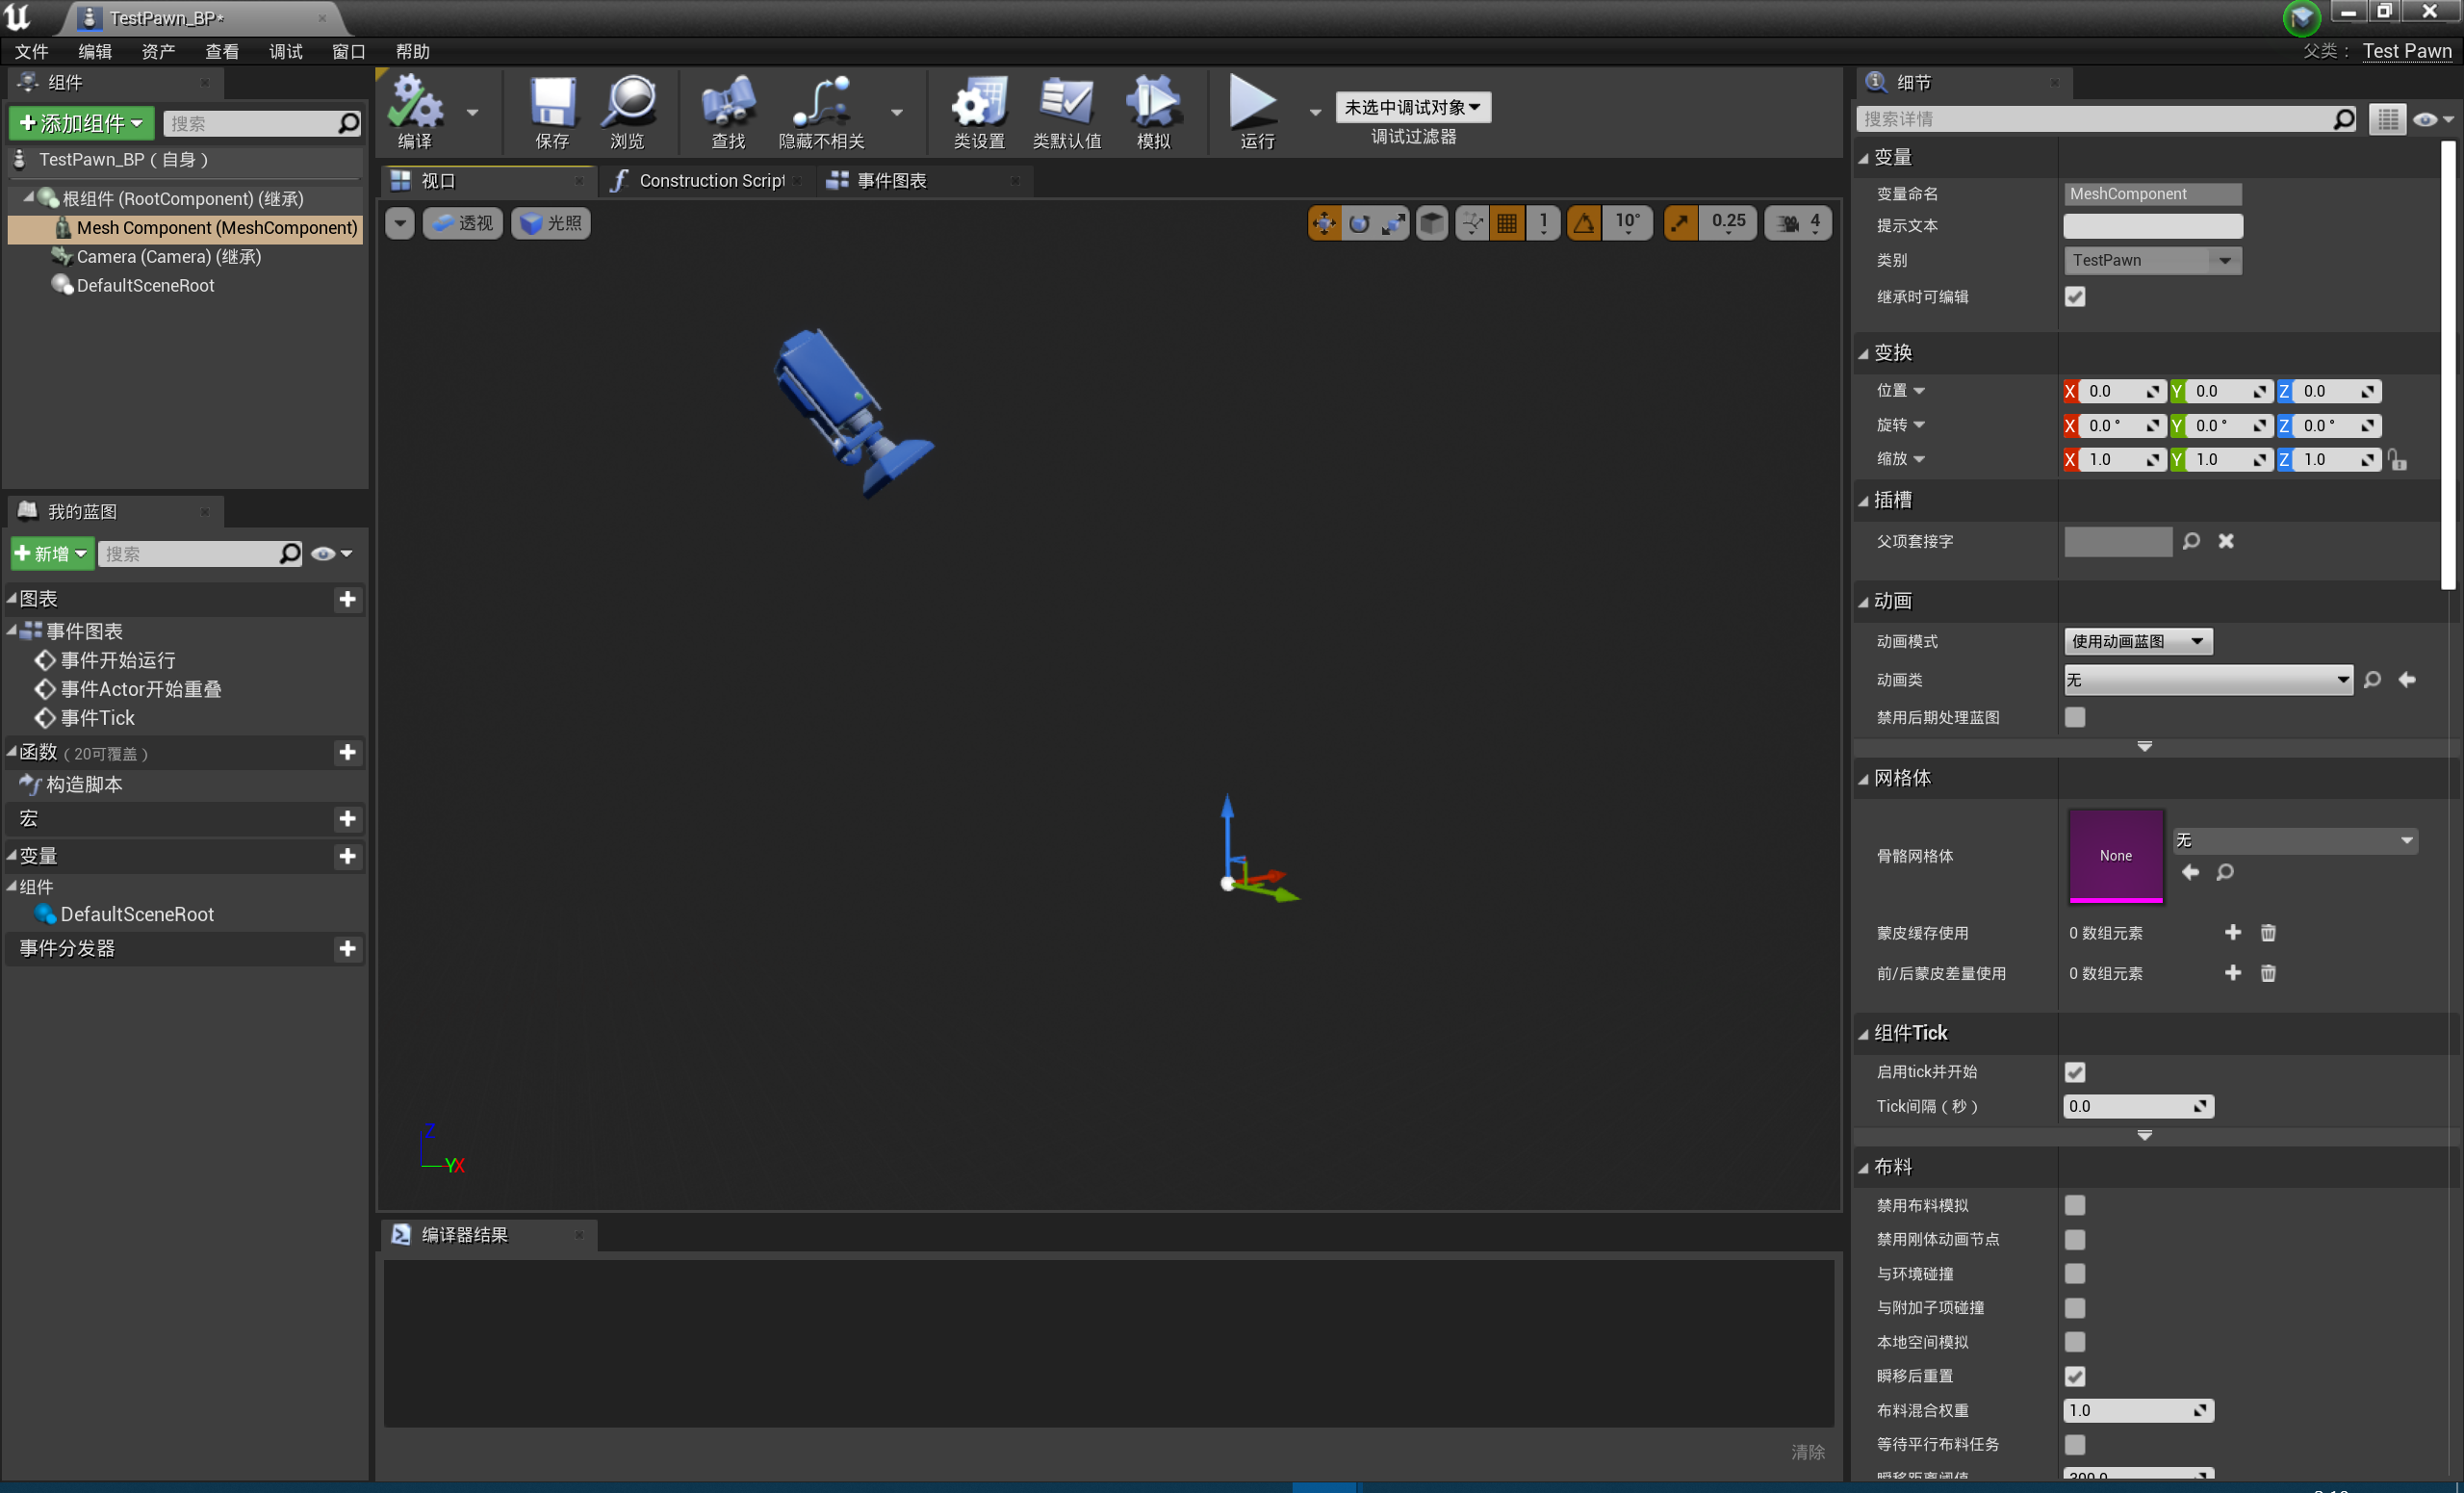 TestPawn_BP*
文件 编辑 资产 查看 调试 窗口 帮助
父类： Test Pawn
组件
添加组件 搜索
TestPawn_BP（自身）
根组件 (RootComponent) (继承)
Mesh Component (MeshComponent)
Camera (Camera) (继承)
DefaultSceneRoot
我的蓝图
新增 搜索
图表
事件图表
事件开始运行
事件Actor开始重叠
事件Tick
函数（20可覆盖）
构造脚本
宏
变量
组件
DefaultSceneRoot
事件分发器
编译 保存 浏览 查找 隐藏不相关 类设置 类默认值 模拟 运行
未选中调试对象
调试过滤器
视口 Construction Script 事件图表
透视 光照 1 10° 0.25 4
Z
YX
编译器结果
清除
细节
搜索详情
变量
变量命名 MeshComponent
提示文本
类别 TestPawn
继承时可编辑
变换
位置 X 0.0 Y 0.0 Z 0.0
旋转 X 0.0° Y 0.0° Z 0.0°
缩放 X 1.0 Y 1.0 Z 1.0
插槽
父项套接字
动画
动画模式 使用动画蓝图
动画类 无
禁用后期处理蓝图
网格体
骨骼网格体 None 无
蒙皮缓存使用 0 数组元素
前/后蒙皮差量使用 0 数组元素
组件Tick
启用tick并开始
Tick间隔（秒） 0.0
布料
禁用布料模拟
禁用刚体动画节点
与环境碰撞
与附加子项碰撞
本地空间模拟
瞬移后重置
布料混合权重 1.0
等待平行布料任务
瞬移距离阈值 300.0